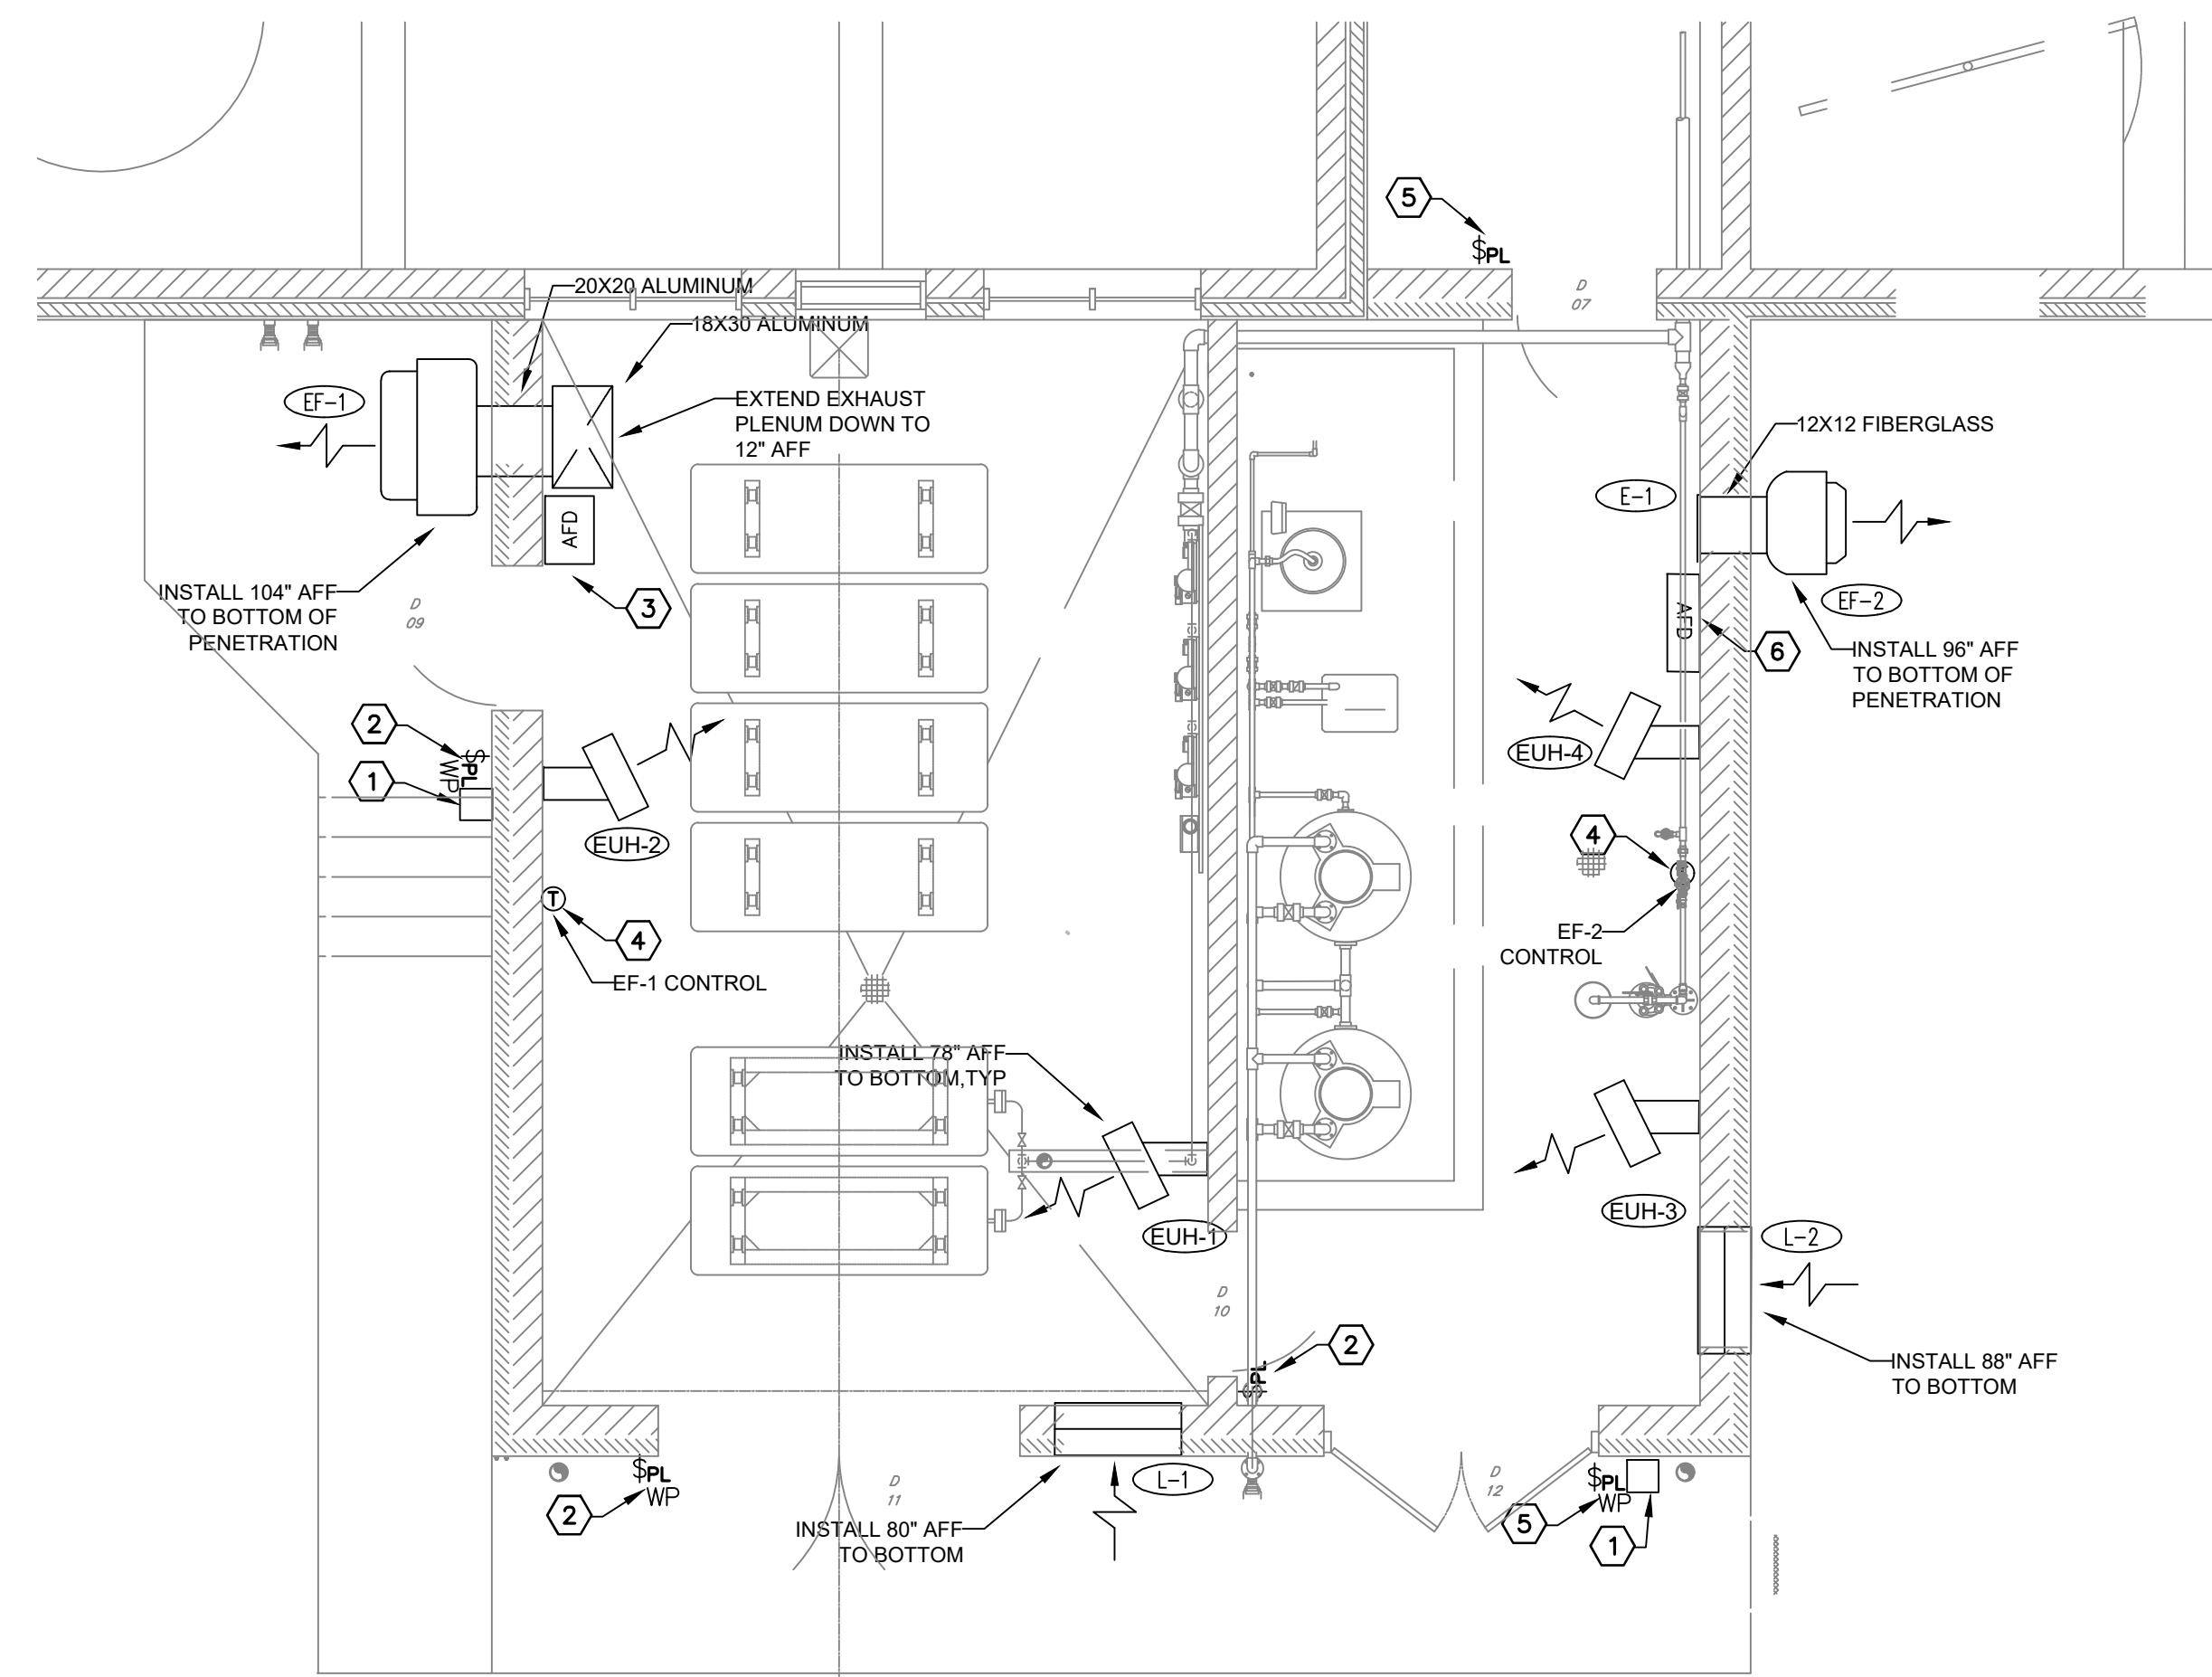 5
$PL
D
07
20X20 ALUMINUM
18X30 ALUMINUM
EF-1
EXTEND EXHAUST
PLENUM DOWN TO
12" AFF
AFD
3
INSTALL 104" AFF
TO BOTTOM OF
PENETRATION
D
09
12X12 FIBERGLASS
E-1
EF-2
AFD
6
INSTALL 96" AFF
TO BOTTOM OF
PENETRATION
2
$PL
WP
1
EUH-2
EUH-4
4
EF-2
CONTROL
T
4
EF-1 CONTROL
INSTALL 78" AFF
TO BOTTOM,TYP
EUH-1
EUH-3
L-2
INSTALL 88" AFF
TO BOTTOM
D
10
2
$PL
$PL
WP
2
D
11
L-1
INSTALL 80" AFF
TO BOTTOM
D
12
$PL
WP
5
1